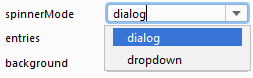 spinnerMode dialog
entries dialog
dropdown
background